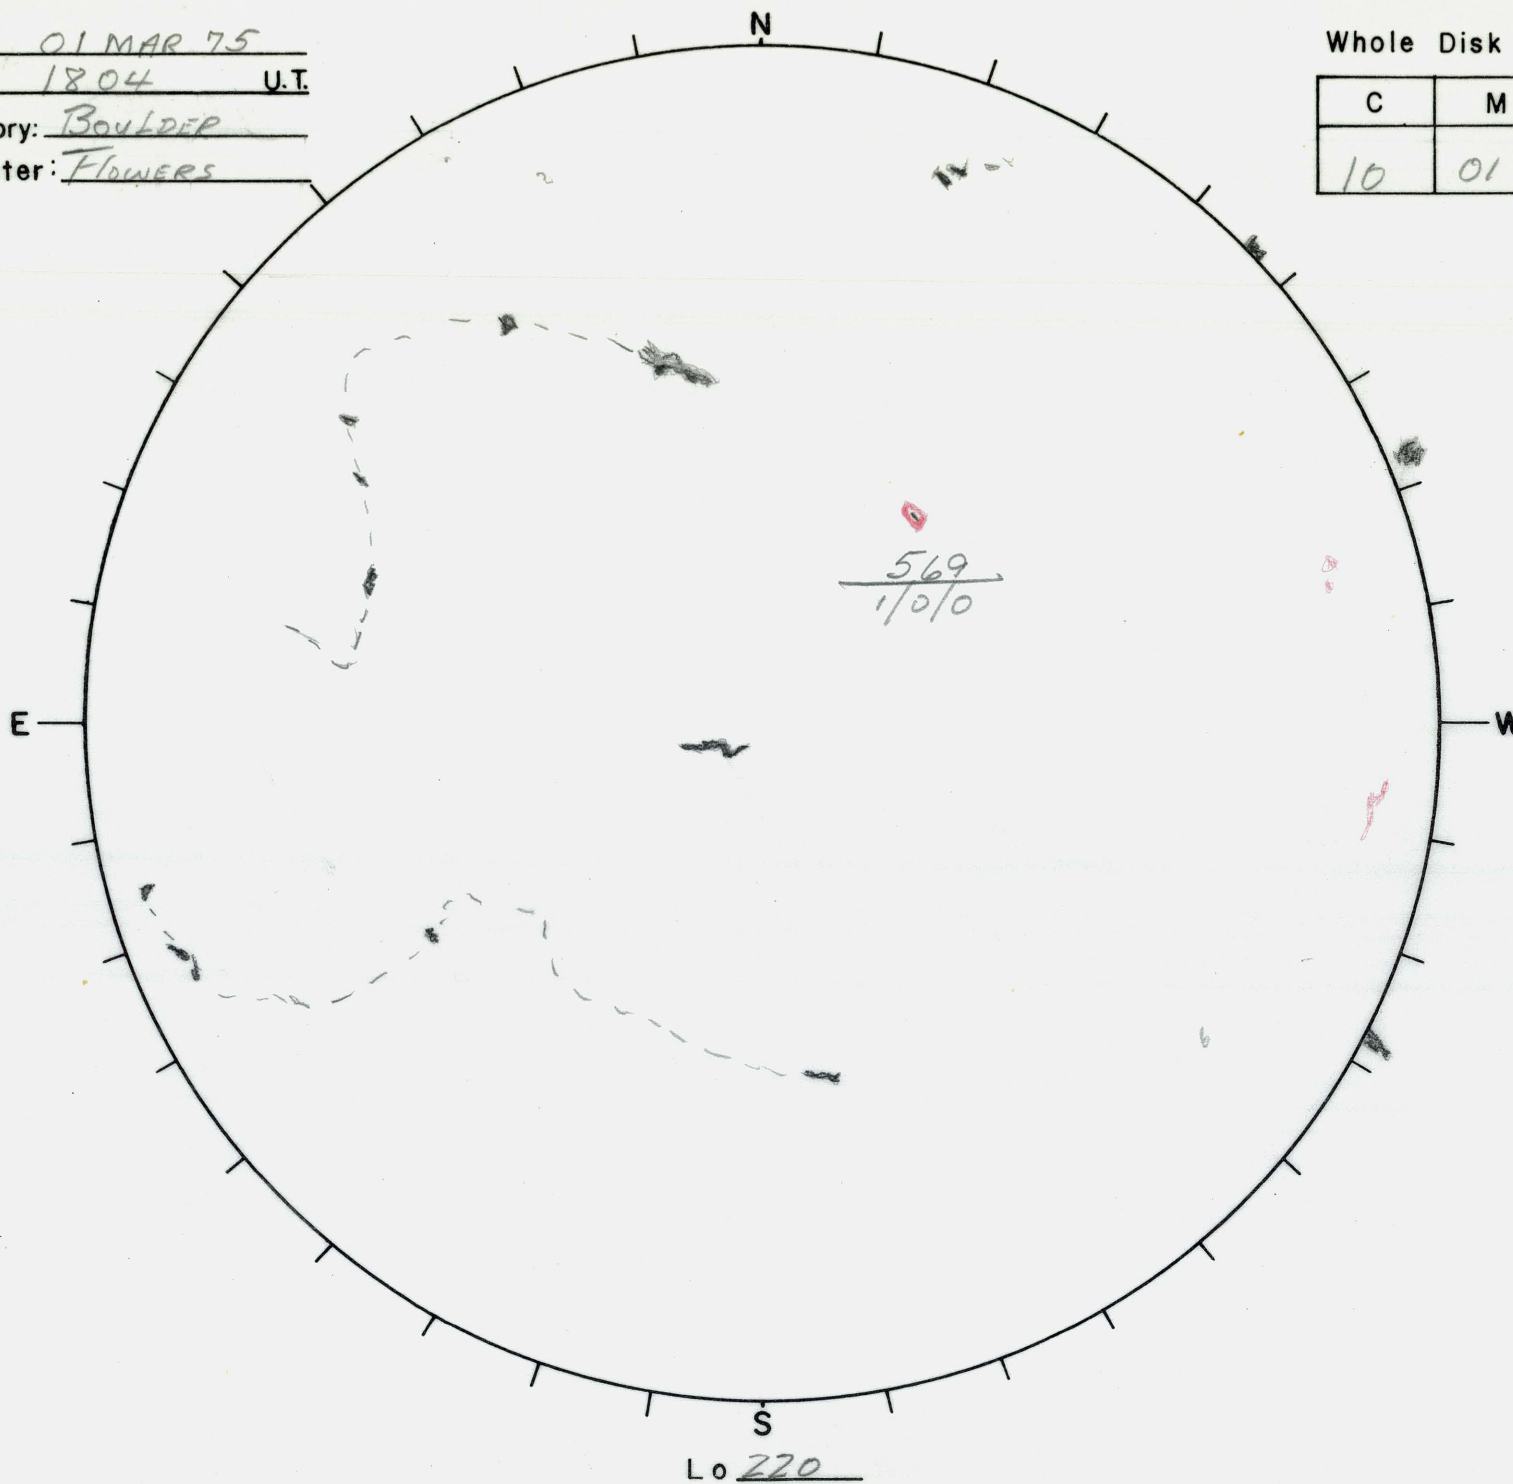 01 MAR 75
1804 U.T.
ory: BOULDER
ter: Flowers
N
Whole Disk
C M
10 01
569
1/0/0
E
W
S
Lo 220